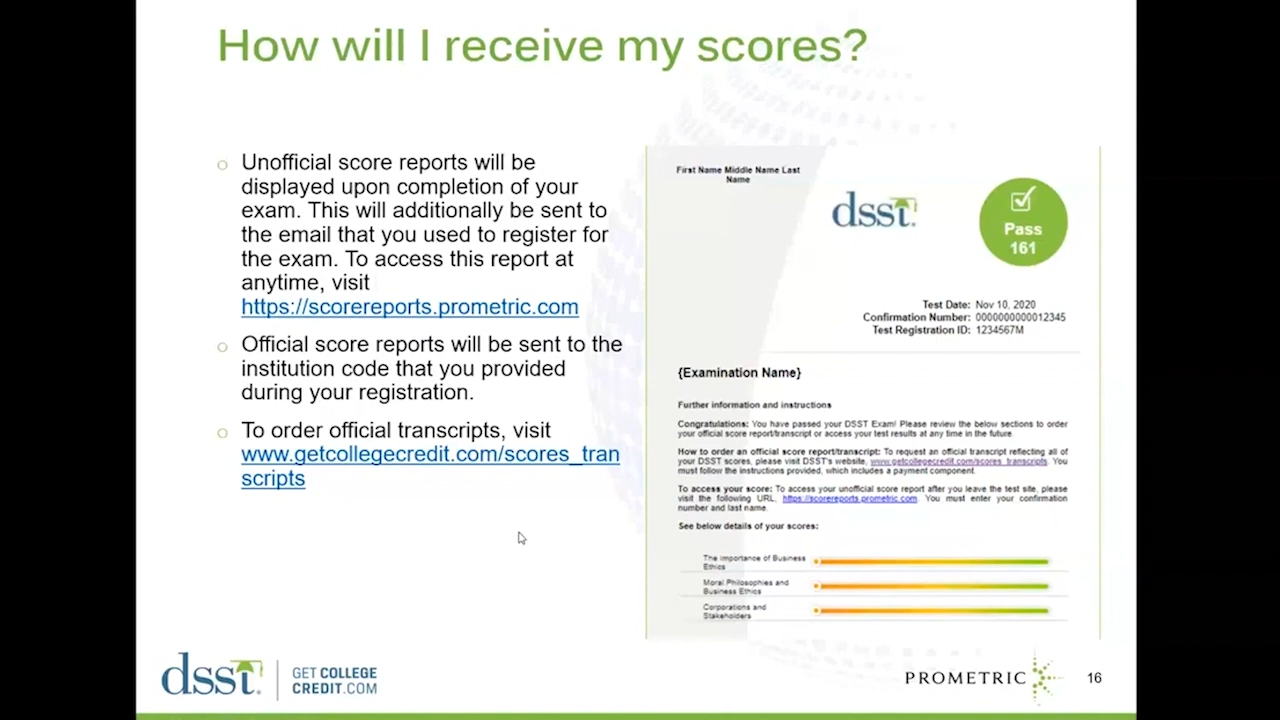 How will I receive my scores?
Unofficial score reports will be
displayed upon completion of your
exam. This will additionally be sent to
the email that you used to register for
the exam. To access this report at
anytime, visit
https://scorereports.prometric.com
Official score reports will be sent to the
institution code that you provided
during your registration.
To order official transcripts, visit
www.getcollegecredit.com/scores_tran
scripts
First Name Middle Name Last
Name
dsst
Pass
161
Test Date: Nov 10, 2020
Confirmation Number: 0000000000012345
Test Registration ID: 1234567M
{Examination Name}
Further information and instructions
Congratulations: You have passed your DSST Exam! Please review the below sections to order
your official score report/transcript or access your test results at any time in the future.
How to order an official score report/transcript: To request an official transcript reflecting all of
your DSST scores, please visit DSST's website, www.getcollegecredit.com/scores_transcripts. You
must follow the instructions provided, which includes a payment component.
To access your score: To access your unofficial score report after you leave the test site, please
visit the following URL, https://scorereports.prometric.com. You must enter your confirmation
number and last name.
See below details of your scores:
The Importance of Business
Ethics
Moral Philosophies and
Business Ethics
Corporations and
Stakeholders
dsst
GET COLLEGE
CREDIT.COM
PROMETRIC
16